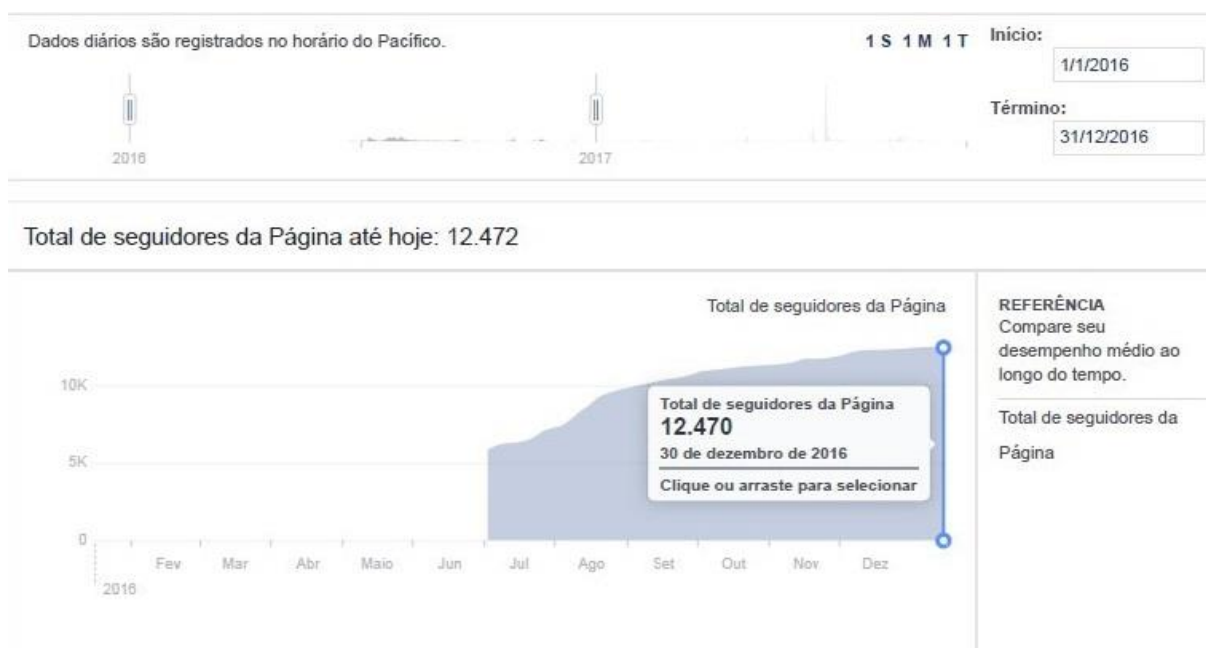 Dados diários são registrados no horário do Pacífico.
1 S 1 M 1 T
Início:
1/1/2016
Término:
31/12/2016
2016
2017
Total de seguidores da Página até hoje: 12.472
Total de seguidores da Página
10K
5K
0
Fev
Mar
Abr
Maio
Jun
Jul
Ago
Set
Out
Nov
Dez
2016
Total de seguidores da Página
12.470
30 de dezembro de 2016
Clique ou arraste para selecionar
REFERÊNCIA
Compare seu
desempenho médio ao
longo do tempo.
Total de seguidores da
Página